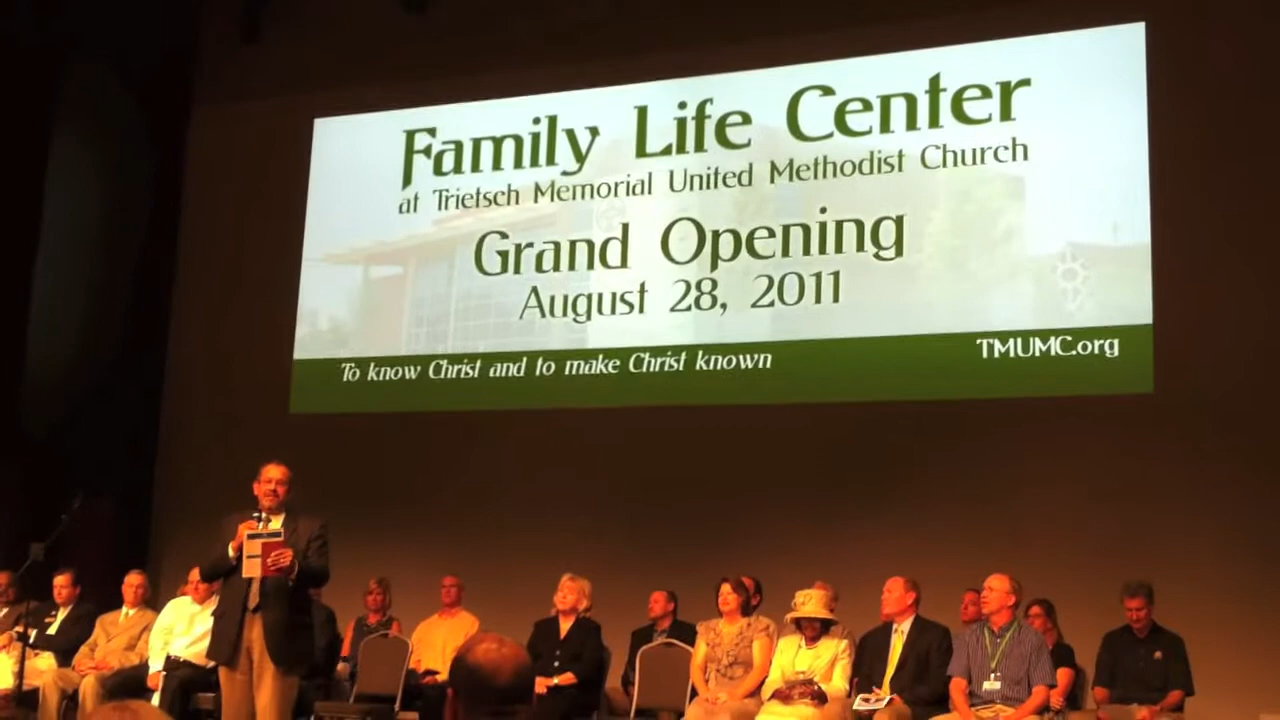 Family Life Center
at Trietsch Memorial United Methodist Church
Grand Opening
August 28, 2011
To know Christ and to make Christ known
TMUMC.org